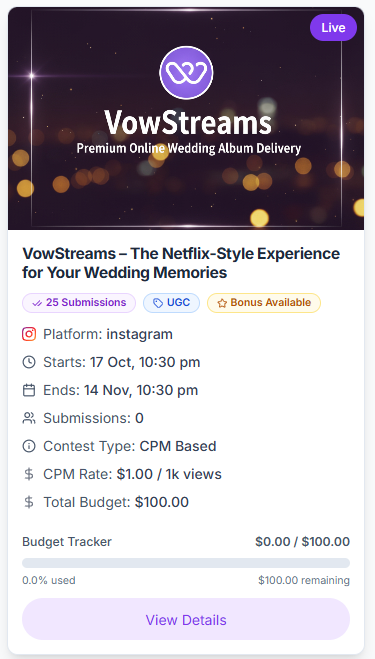 Live
VowStreams
Premium Online Wedding Album Delivery
VowStreams – The Netflix-Style Experience
for Your Wedding Memories
25 Submissions UGC Bonus Available
Platform: instagram
Starts: 17 Oct, 10:30 pm
Ends: 14 Nov, 10:30 pm
Submissions: 0
Contest Type: CPM Based
CPM Rate: $1.00 / 1k views
Total Budget: $100.00
Budget Tracker $0.00 / $100.00
0.0% used $100.00 remaining
View Details